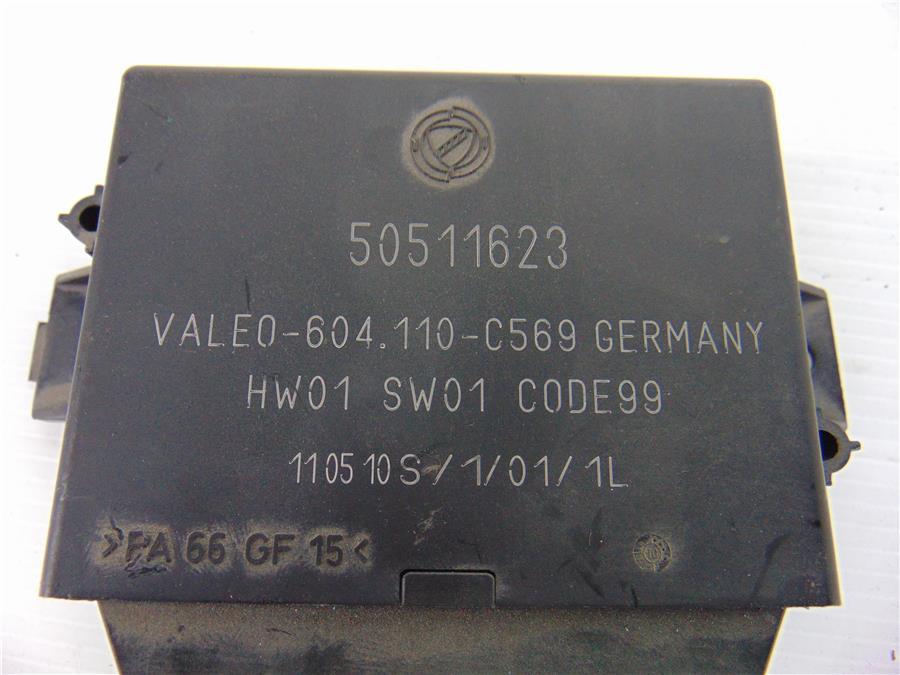 50511623
VALEO-604.110-C569 GERMANY
HW01 SW01 CODE99
110510S/1/01/1L
>PA 66 GF 15<